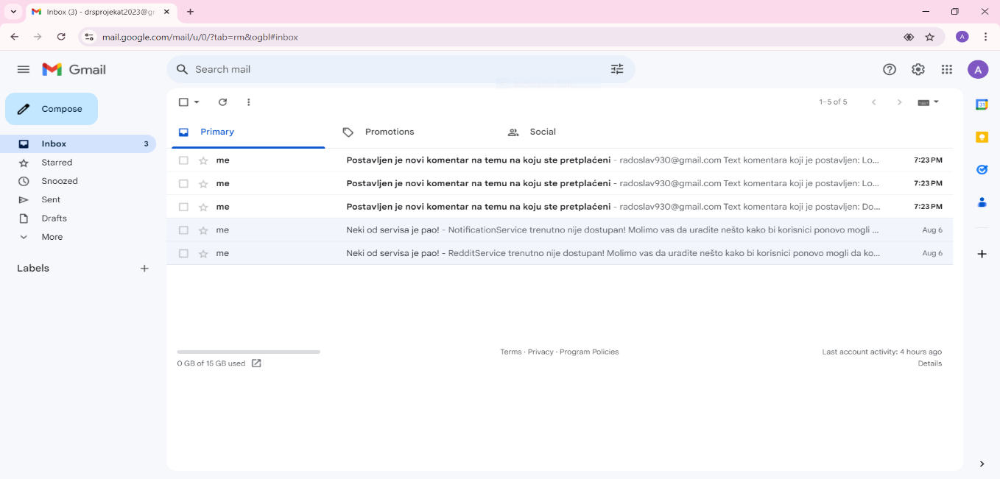 Inbox (3) - drsprojekat2023@gr
mail.google.com/mail/u/0/?tab=rm&ogbl#inbox
A
Gmail
Search mail
A
Compose
1–5 of 5
31
Primary
Promotions
Social
Inbox 3
Starred
Snoozed
Sent
Drafts
More
Labels
me Postavljen je novi komentar na temu na koju ste pretplaćeni - radoslav930@gmail.com Text komentara koji je postavljen: Lo... 7:23 PM
me Postavljen je novi komentar na temu na koju ste pretplaćeni - radoslav930@gmail.com Text komentara koji je postavljen: Lo... 7:23 PM
me Postavljen je novi komentar na temu na koju ste pretplaćeni - radoslav930@gmail.com Text komentara koji je postavljen: Do... 7:23 PM
me Neki od servisa je pao! - NotificationService trenutno nije dostupan! Molimo vas da uradite nešto kako bi korisnici ponovo mogli ... Aug 6
me Neki od servisa je pao! - RedditService trenutno nije dostupan! Molimo vas da uradite nešto kako bi korisnici ponovo mogli da ko... Aug 6
0 GB of 15 GB used
Terms · Privacy · Program Policies
Last account activity: 4 hours ago
Details